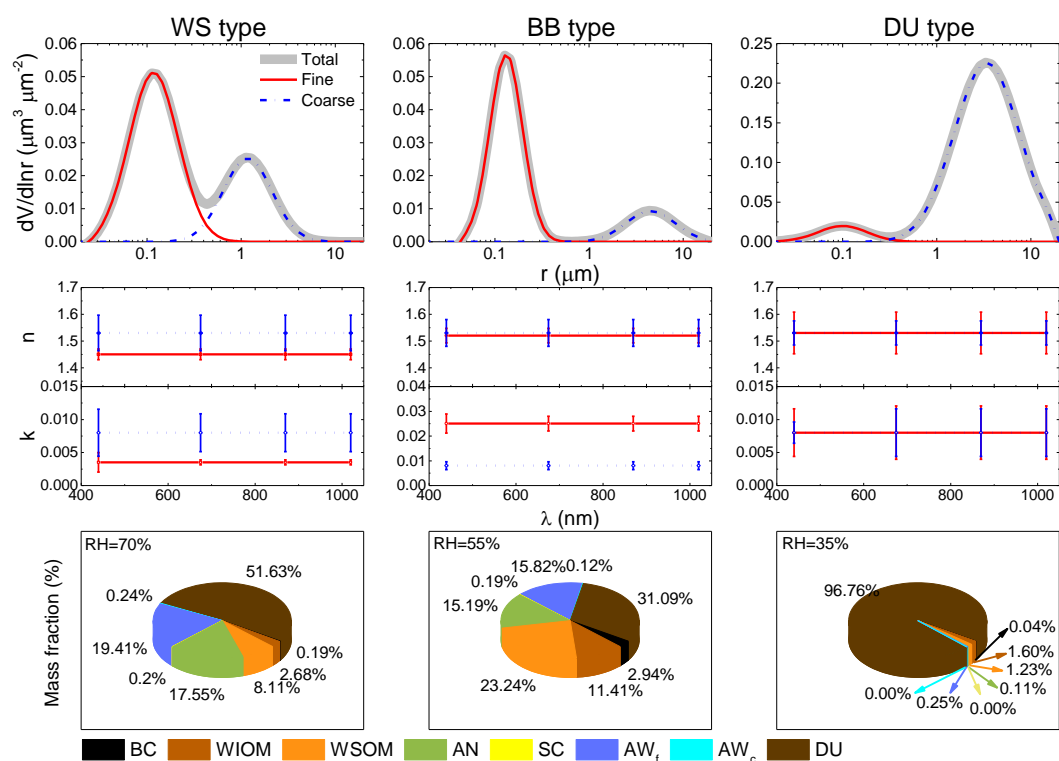 WS type BB type DU type
Total
Fine
Coarse
dV/dlnr (μm³ μm⁻²)
0.06 0.05 0.04 0.03 0.02 0.01 0.00
0.06 0.05 0.04 0.03 0.02 0.01 0.00
0.25 0.20 0.15 0.10 0.05 0.00
0.1 1 10
0.1 1 10
0.1 1 10
r (μm)
n
1.7 1.6 1.5 1.4
1.7 1.6 1.5 1.4
1.7 1.6 1.5 1.4
k
0.015 0.010 0.005 0.000
0.04 0.03 0.02 0.01 0.00
0.015 0.010 0.005 0.000
400 600 800 1000
400 600 800 1000
400 600 800 1000
λ (nm)
Mass fraction (%)
RH=70%
51.63%
0.24%
19.41%
0.2%
17.55%
8.11%
2.68%
0.19%
RH=55%
15.82%
0.12%
0.19%
15.19%
31.09%
23.24%
11.41%
2.94%
RH=35%
96.76%
0.04%
1.60%
1.23%
0.11%
0.00%
0.25%
0.00%
BC WIOM WSOM AN SC AWf AWc DU